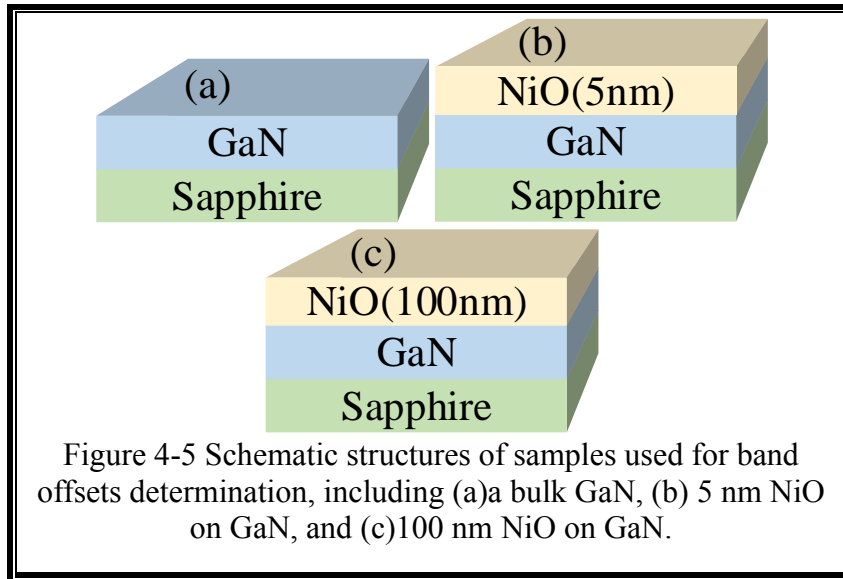 (a)
GaN
Sapphire
(b)
NiO(5nm)
GaN
Sapphire
(c)
NiO(100nm)
GaN
Sapphire
Figure 4-5 Schematic structures of samples used for band
offsets determination, including (a)a bulk GaN, (b) 5 nm NiO
on GaN, and (c)100 nm NiO on GaN.